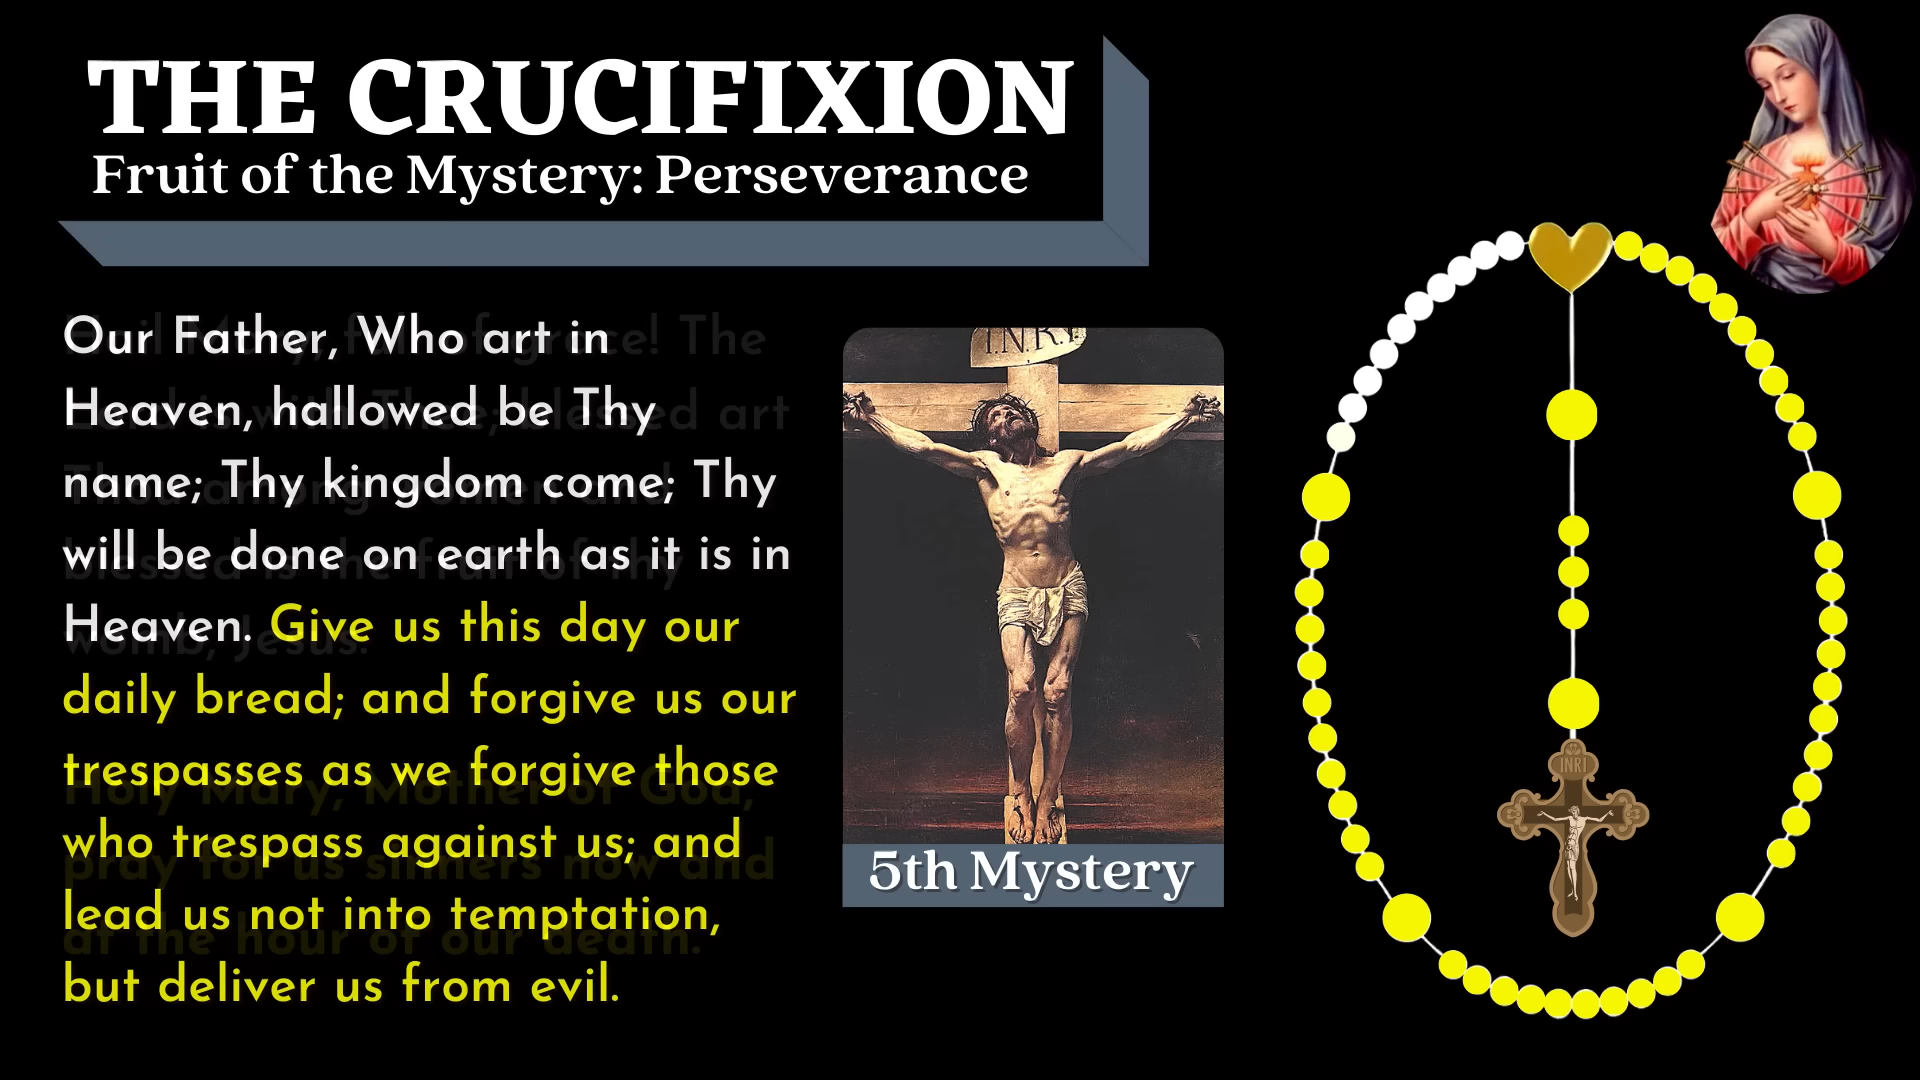 THE CRUCIFIXION
Fruit of the Mystery: Perseverance
Our Father, Who art in
Heaven, hallowed be Thy
name; Thy kingdom come; Thy
will be done on earth as it is in
Heaven. Give us this day our
daily bread; and forgive us our
trespasses as we forgive those
who trespass against us; and
lead us not into temptation,
but deliver us from evil.
I.N.R.I
5th Mystery
INRI